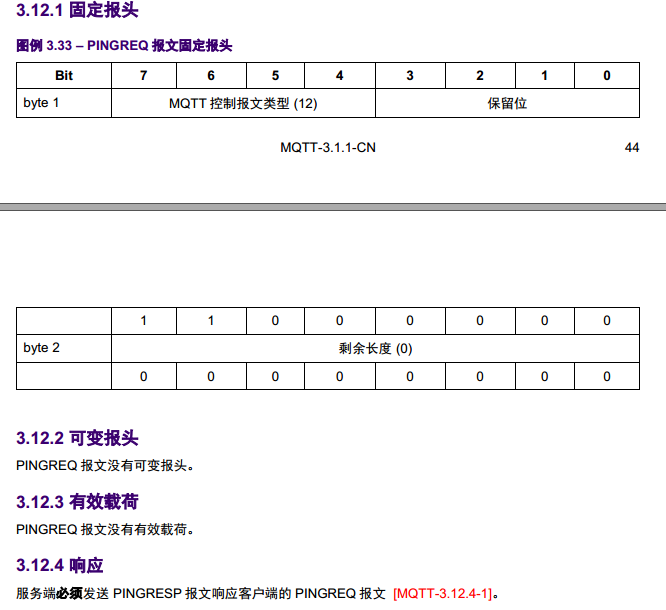 3.12.1 固定报头
图例 3.33 – PINGREQ 报文固定报头
Bit 7 6 5 4 3 2 1 0
byte 1 MQTT 控制报文类型 (12) 保留位
MQTT-3.1.1-CN 44
1 1 0 0 0 0 0 0
byte 2 剩余长度 (0)
0 0 0 0 0 0 0 0
3.12.2 可变报头
PINGREQ 报文没有可变报头。
3.12.3 有效载荷
PINGREQ 报文没有有效载荷。
3.12.4 响应
服务端必须发送 PINGRESP 报文响应客户端的 PINGREQ 报文 [MQTT-3.12.4-1]。